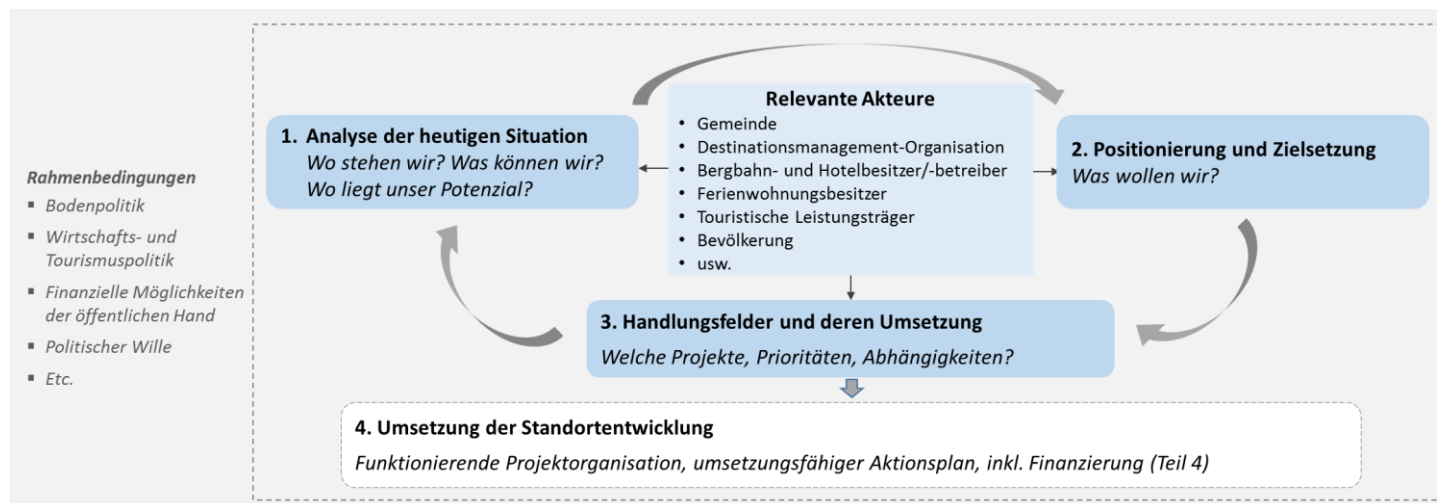 Rahmenbedingungen
▪ Bodenpolitik
▪ Wirtschafts- und
Tourismuspolitik
▪ Finanzielle Möglichkeiten
der öffentlichen Hand
▪ Politischer Wille
▪ Etc.
1. Analyse der heutigen Situation
Wo stehen wir? Was können wir?
Wo liegt unser Potenzial?
Relevante Akteure
• Gemeinde
• Destinationsmanagement-Organisation
• Bergbahn- und Hotelbesitzer/-betreiber
• Ferienwohnungsbesitzer
• Touristische Leistungsträger
• Bevölkerung
• usw.
2. Positionierung und Zielsetzung
Was wollen wir?
3. Handlungsfelder und deren Umsetzung
Welche Projekte, Prioritäten, Abhängigkeiten?
4. Umsetzung der Standortentwicklung
Funktionierende Projektorganisation, umsetzungsfähiger Aktionsplan, inkl. Finanzierung (Teil 4)